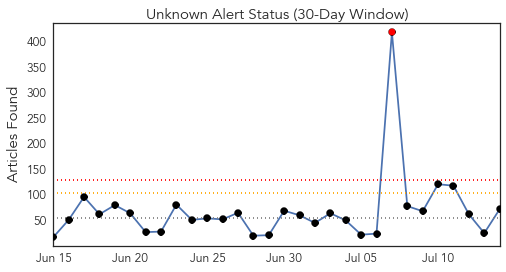 Unknown Alert Status (30-Day Window)
Articles Found
400
350
300
250
200
150
100
50
Jun 15
Jun 20
Jun 25
Jun 30
Jul 05
Jul 10